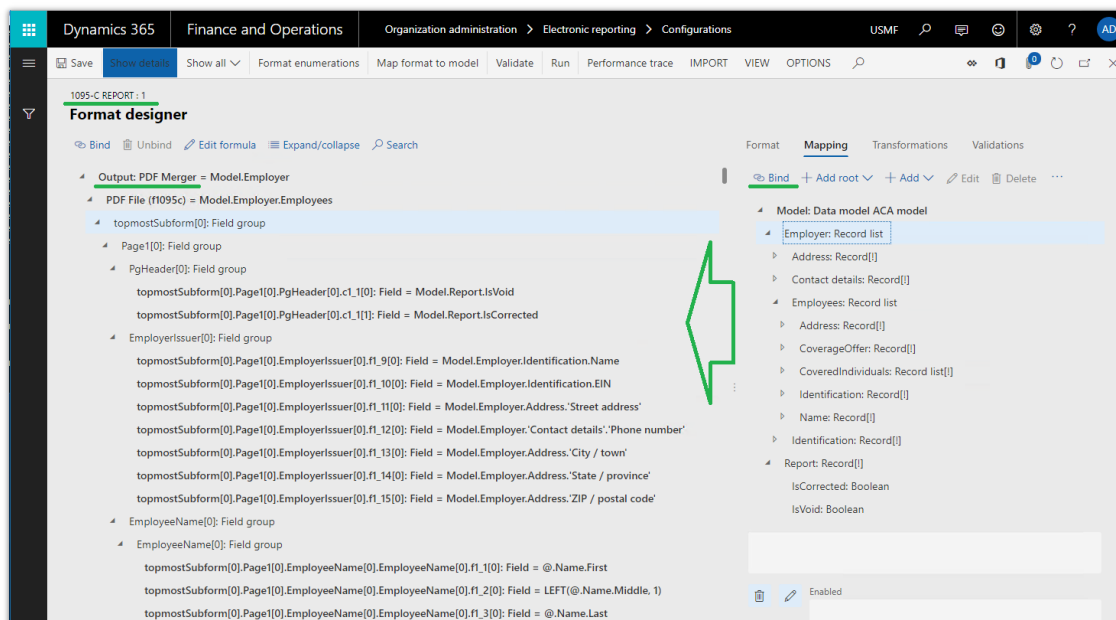 Dynamics 365 Finance and Operations Organization administration > Electronic reporting > Configurations USMF ? AD
Save Show details Show all Format enumerations Map format to model Validate Run Performance trace IMPORT VIEW OPTIONS 0
1095-C REPORT : 1
Format designer
Bind Unbind Edit formula Expand/collapse Search
Output: PDF Merger = Model.Employer
PDF File (f1095c) = Model.Employer.Employees
topmostSubform[0]: Field group
Page1[0]: Field group
PgHeader[0]: Field group
topmostSubform[0].Page1[0].PgHeader[0].c1_1[0]: Field = Model.Report.IsVoid
topmostSubform[0].Page1[0].PgHeader[0].c1_1[1]: Field = Model.Report.IsCorrected
EmployerIssuer[0]: Field group
topmostSubform[0].Page1[0].EmployerIssuer[0].f1_9[0]: Field = Model.Employer.Identification.Name
topmostSubform[0].Page1[0].EmployerIssuer[0].f1_10[0]: Field = Model.Employer.Identification.EIN
topmostSubform[0].Page1[0].EmployerIssuer[0].f1_11[0]: Field = Model.Employer.Address.'Street address'
topmostSubform[0].Page1[0].EmployerIssuer[0].f1_12[0]: Field = Model.Employer.'Contact details'.'Phone number'
topmostSubform[0].Page1[0].EmployerIssuer[0].f1_13[0]: Field = Model.Employer.Address.'City / town'
topmostSubform[0].Page1[0].EmployerIssuer[0].f1_14[0]: Field = Model.Employer.Address.'State / province'
topmostSubform[0].Page1[0].EmployerIssuer[0].f1_15[0]: Field = Model.Employer.Address.'ZIP / postal code'
EmployeeName[0]: Field group
EmployeeName[0]: Field group
topmostSubform[0].Page1[0].EmployeeName[0].EmployeeName[0].f1_1[0]: Field = @.Name.First
topmostSubform[0].Page1[0].EmployeeName[0].EmployeeName[0].f1_2[0]: Field = LEFT(@.Name.Middle, 1)
topmostSubform[0].Page1[0].EmployeeName[0].EmployeeName[0].f1_3[0]: Field = @.Name.Last
Format Mapping Transformations Validations
Bind + Add root + Add Edit Delete ...
Model: Data model ACA model
Employer: Record list
Address: Record[!]
Contact details: Record[!]
Employees: Record list
Address: Record[!]
CoverageOffer: Record[!]
CoveredIndividuals: Record list[!]
Identification: Record[!]
Name: Record[!]
Identification: Record[!]
Report: Record[!]
IsCorrected: Boolean
IsVoid: Boolean
Enabled